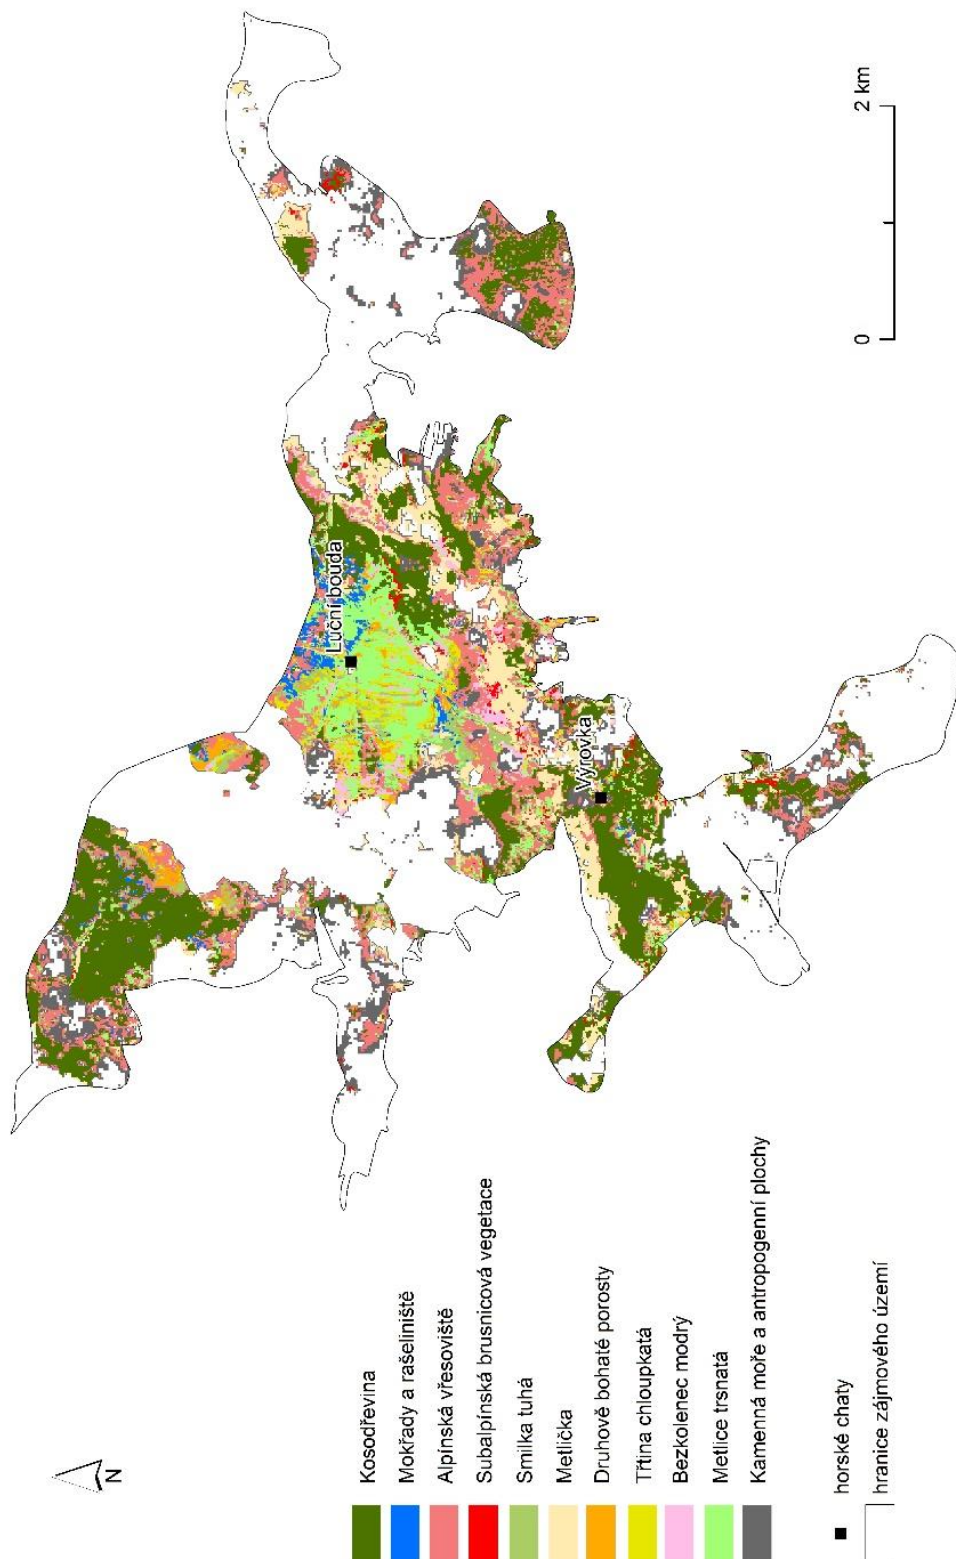 N
Luční bouda
Výrovka
0
2 km
Kosodřevina
Mokřady a rašeliniště
Alpínská vřesoviště
Subalpínská brusnicová vegetace
Smilka tuhá
Metlička
Druhově bohaté porosty
Třtina chloupkatá
Bezkolenec modrý
Metlice trsnatá
Kamenná moře a antropogenní plochy
horské chaty
hranice zájmového území